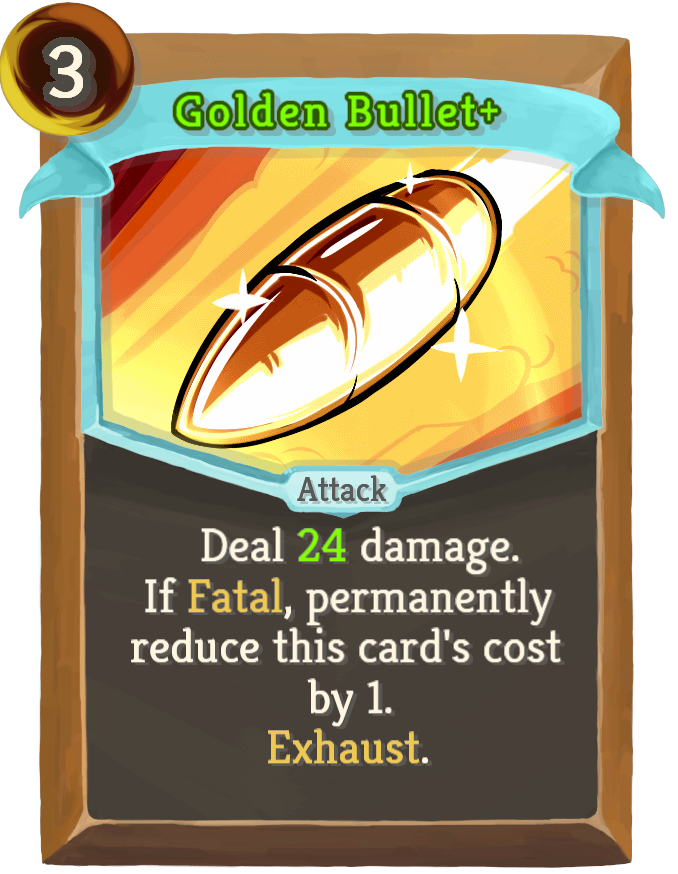 3
Golden Bullet+
Attack
Deal 24 damage.
If Fatal, permanently
reduce this card's cost
by 1.
Exhaust.